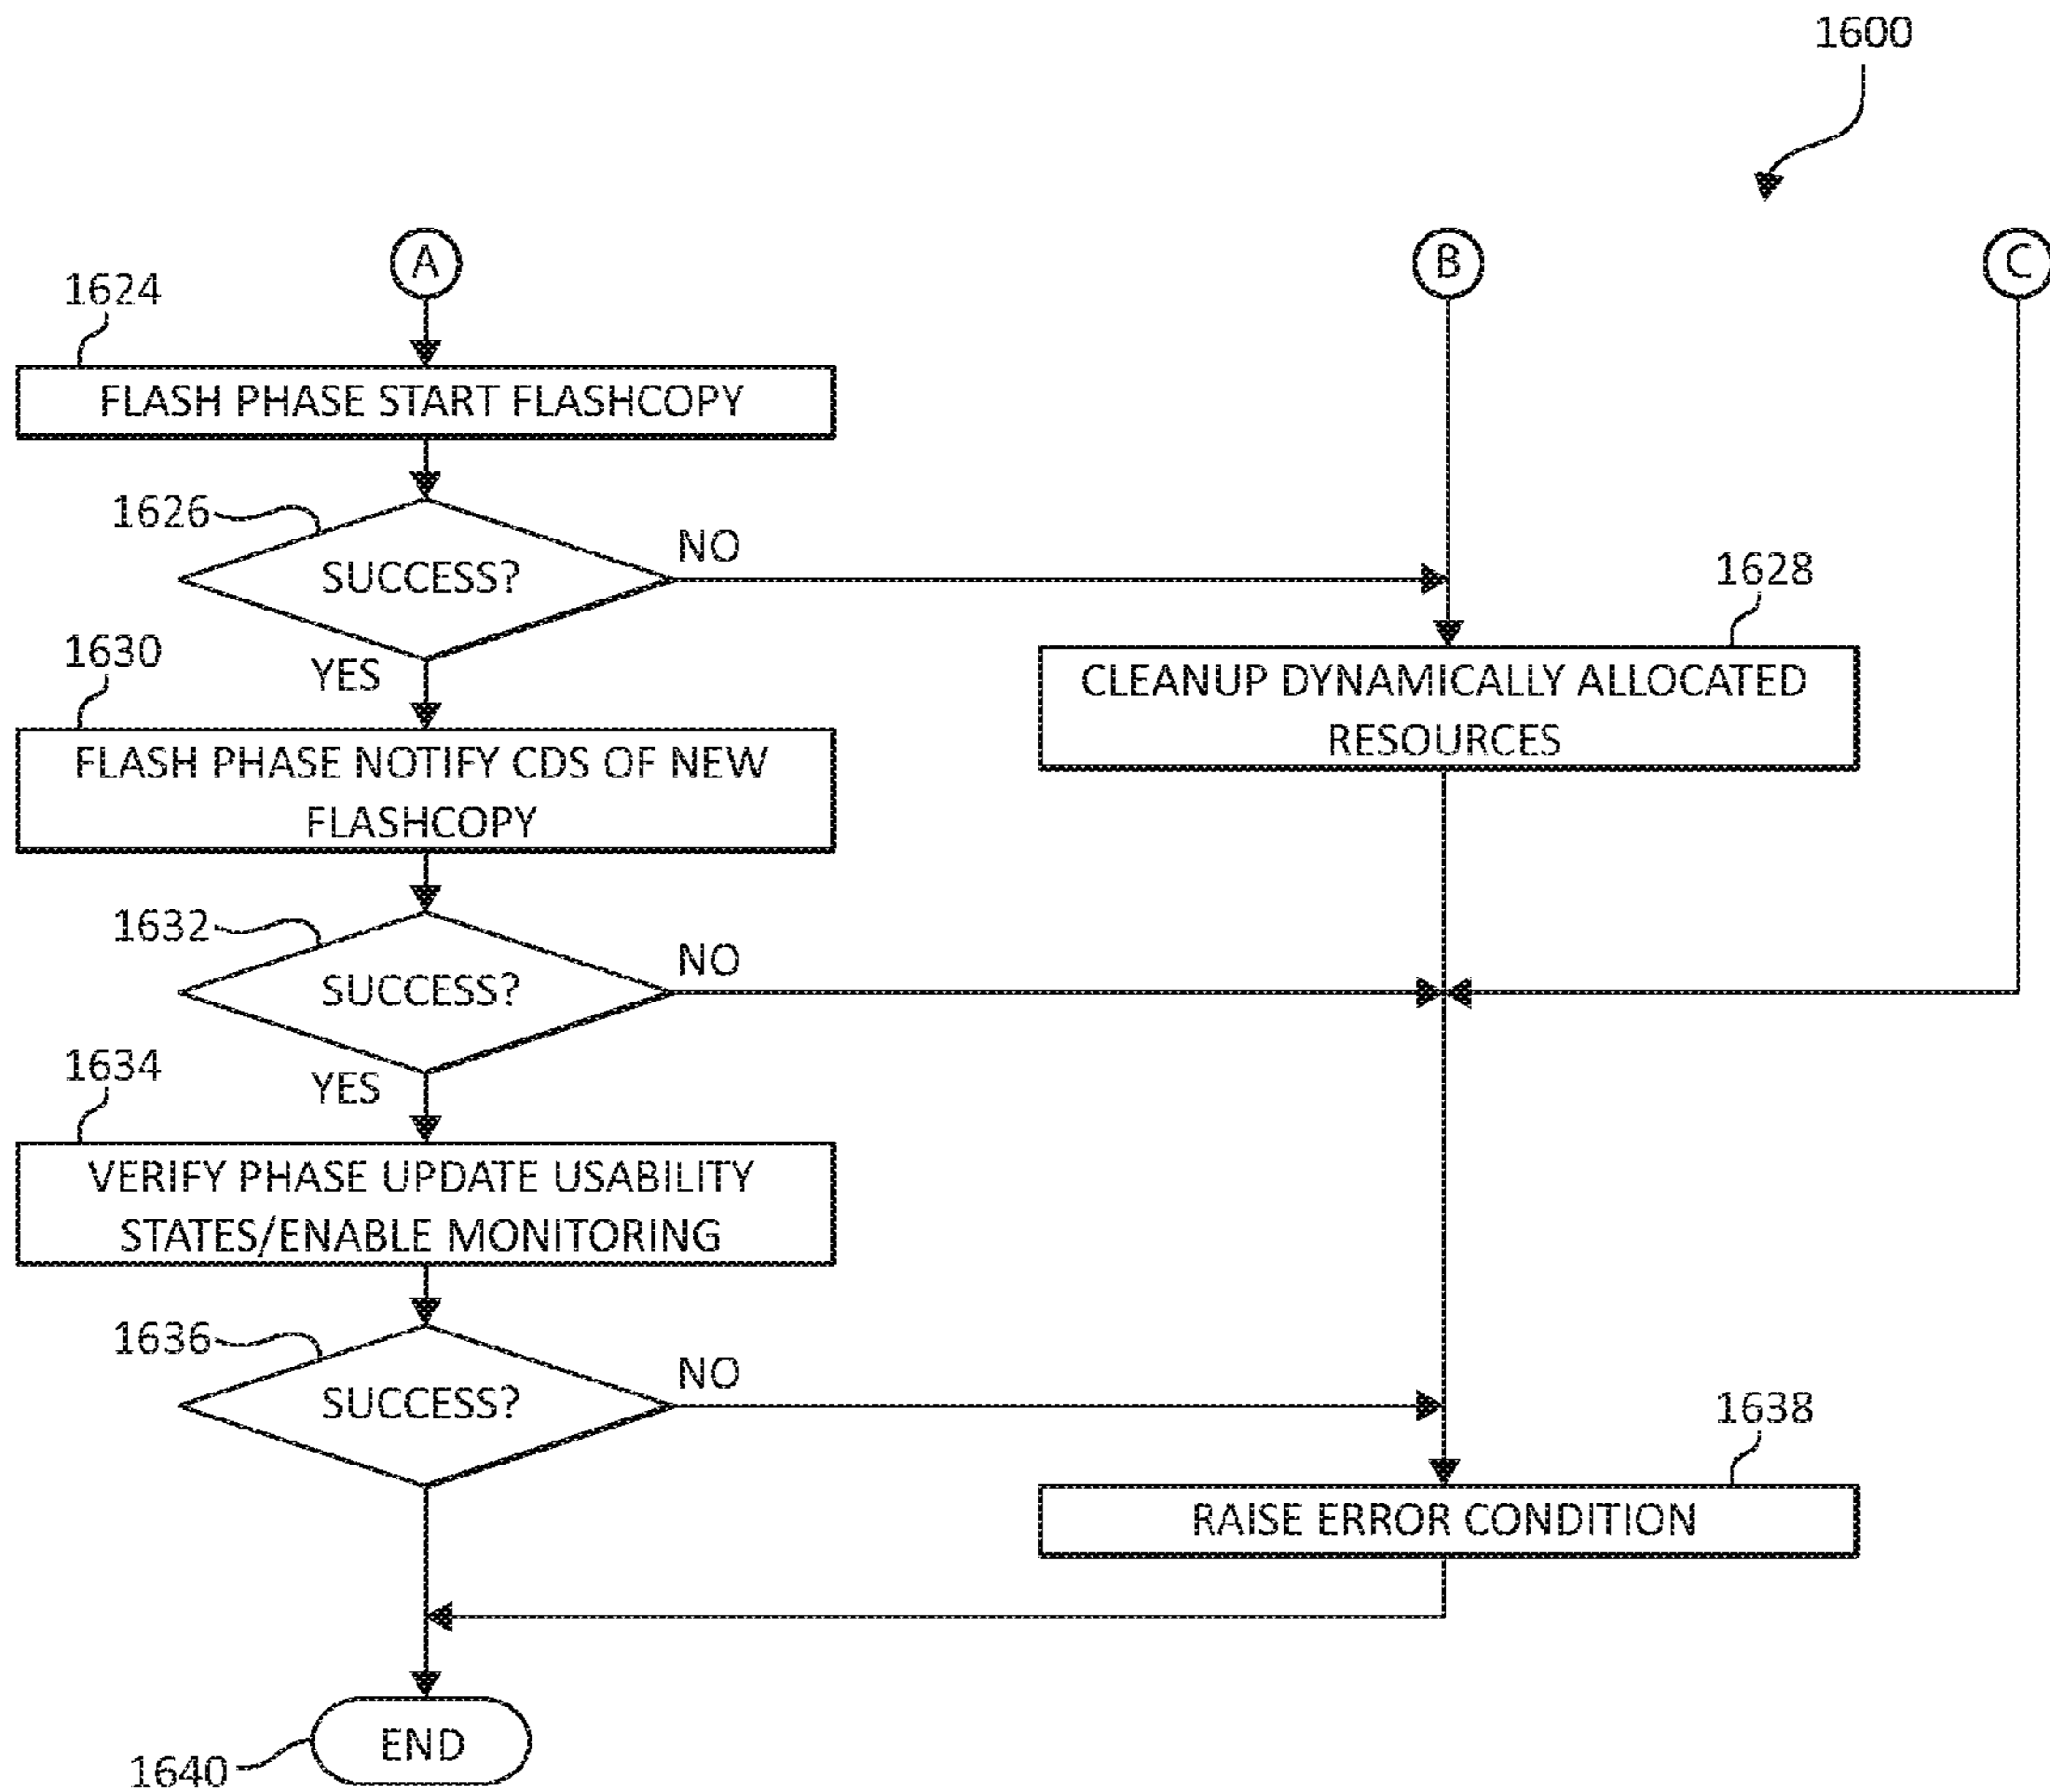 1600
A
B
C
1624
FLASH PHASE START FLASHCOPY
1626
SUCCESS?
NO
1628
YES
1630
CLEANUP DYNAMICALLY ALLOCATED
RESOURCES
FLASH PHASE NOTIFY CDS OF NEW
FLASHCOPY
1632
SUCCESS?
NO
YES
1634
VERIFY PHASE UPDATE USABILITY
STATES/ENABLE MONITORING
1636
SUCCESS?
NO
1638
RAISE ERROR CONDITION
END
1640